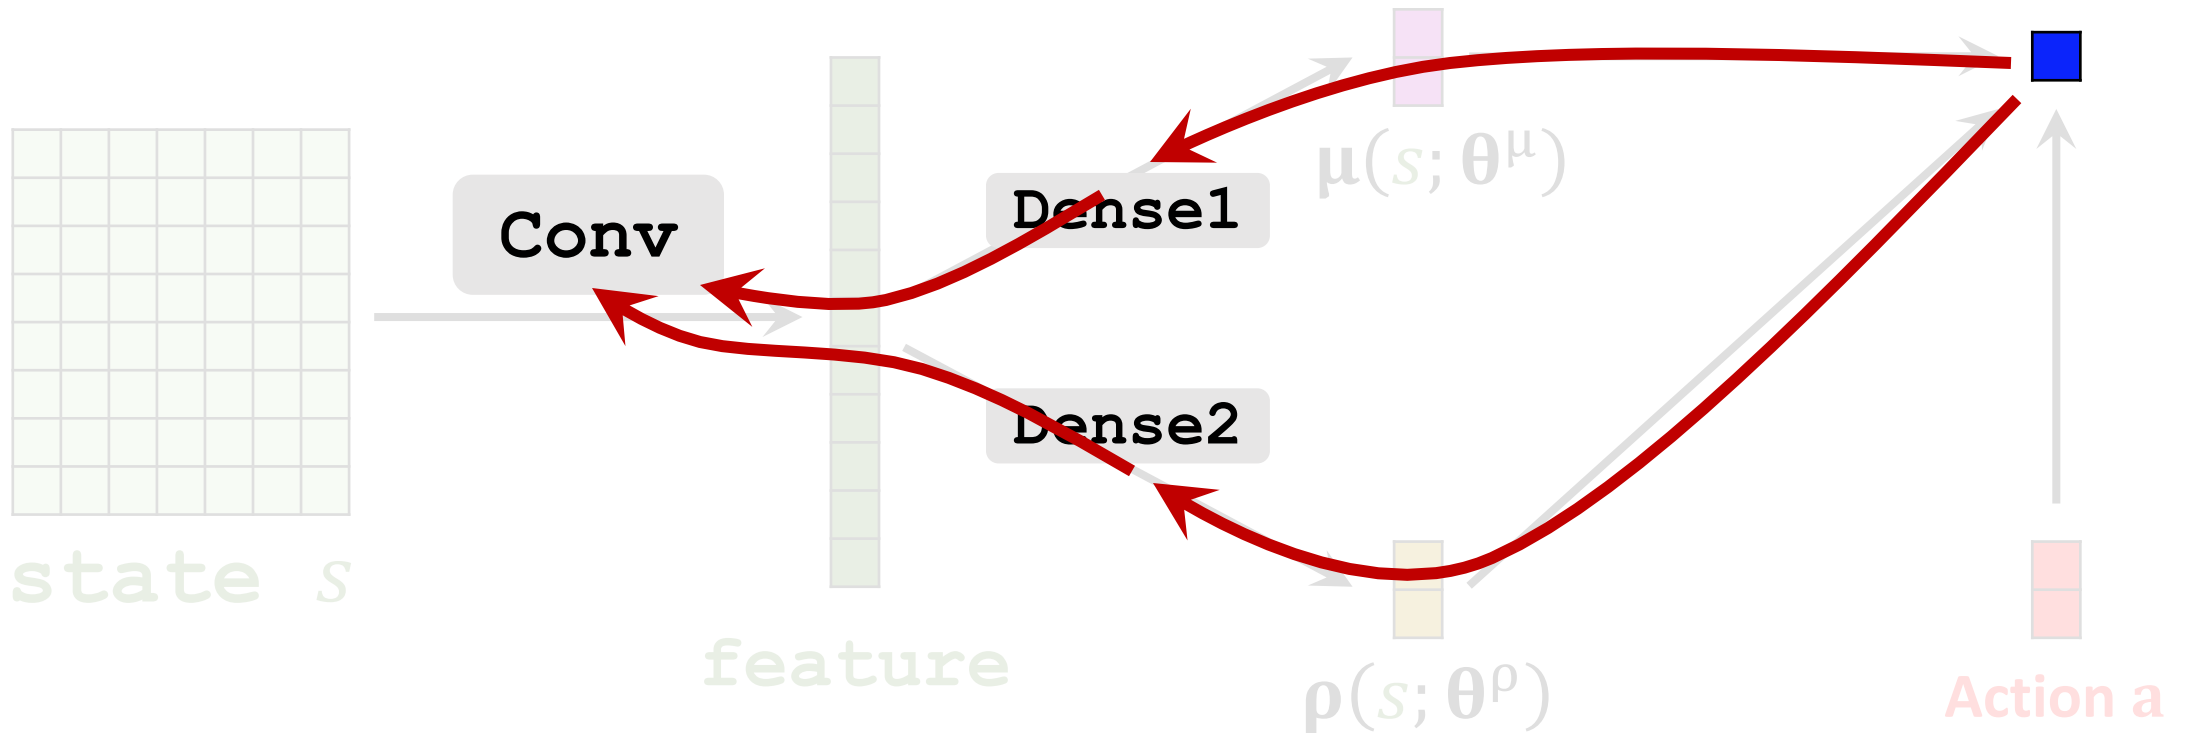 Conv
Dense1
Dense2
μ(s; θ^μ)
ρ(s; θ^ρ)
state s
feature
Action a